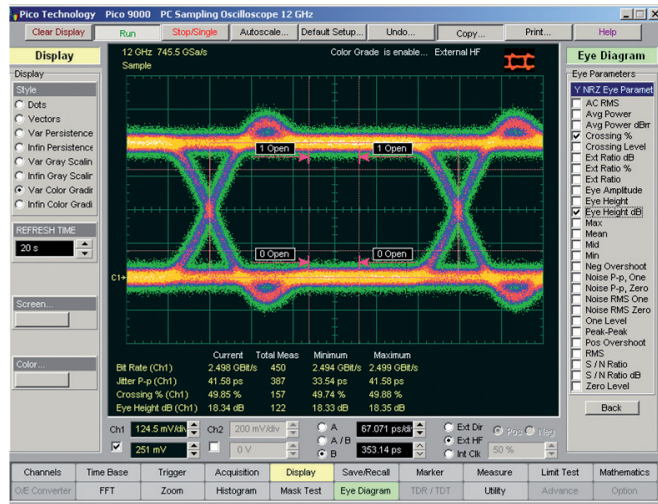 Pico Technology Pico 9000 PC Sampling Oscilloscope 12 GHz
Clear Display Run Stop/Single Autoscale... Default Setup... Undo... Copy... Print... Help
Display
Display
Style
Dots
Vectors
Var Persistence
Infin Persistence
Var Gray Scalin
Infin Gray Scalin
Var Color Gradir
Infin Color Gradi
REFRESH TIME
20 s
Screen...
Color...
12 GHz 745.5 GSa/s Color Grade is enable... External HF
Sample
1 Open 1 Open
0 Open 0 Open
C1
Current Total Meas Minimum Maximum
Bit Rate (Ch1) 2.498 GBit/s 450 2.494 GBit/s 2.499 GBit/s
Jitter P-p (Ch1) 41.58 ps 387 33.54 ps 41.58 ps
Crossing % (Ch1) 49.85 % 157 49.74 % 49.88 %
Eye Height dB (Ch1) 18.34 dB 122 18.33 dB 18.35 dB
Eye Diagram
Eye Parameters
Y NRZ Eye Paramet
AC RMS
Avg Power
Avg Power dBm
Crossing %
Crossing Level
Ext Ratio dB
Ext Ratio %
Ext Ratio
Eye Amplitude
Eye Height
Eye Height dB
Max
Mean
Mid
Min
Neg Overshoot
Noise P-p, One
Noise P-p, Zero
Noise RMS One
Noise RMS Zero
One Level
Peak-Peak
Pos Overshoot
RMS
S / N Ratio
S / N Ratio dB
Zero Level
Back
Ch1 124.5 mV/div Ch2 200 mV/div A 67.071 ps/di Ext Dir Pos Neg
A / B Ext HF
251 mV 0 V B 353.14 ps Int Clk 50 %
Channels Time Base Trigger Acquisition Display Save/Recall Marker Measure Limit Test Mathematics
O/E Converter FFT Zoom Histogram Mask Test Eye Diagram TDR / TDT Utility Advance Option